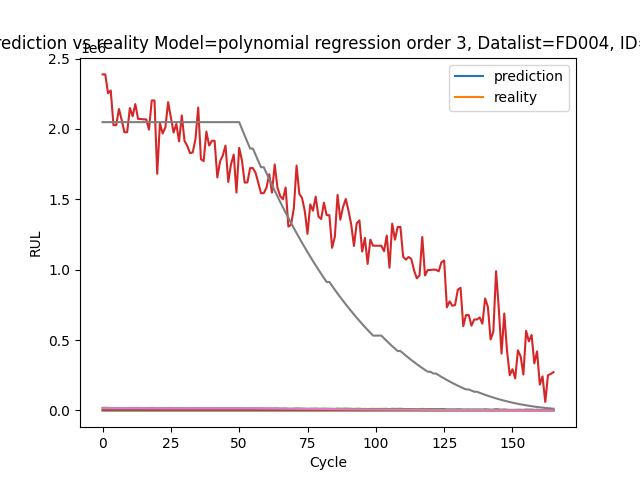 rediction vs reality Model=polynomial regression order 3, Datalist=FD004, ID=
1e6
prediction
reality
2.5
2.0
1.5
1.0
0.5
0.0
RUL
0 25 50 75 100 125 150
Cycle